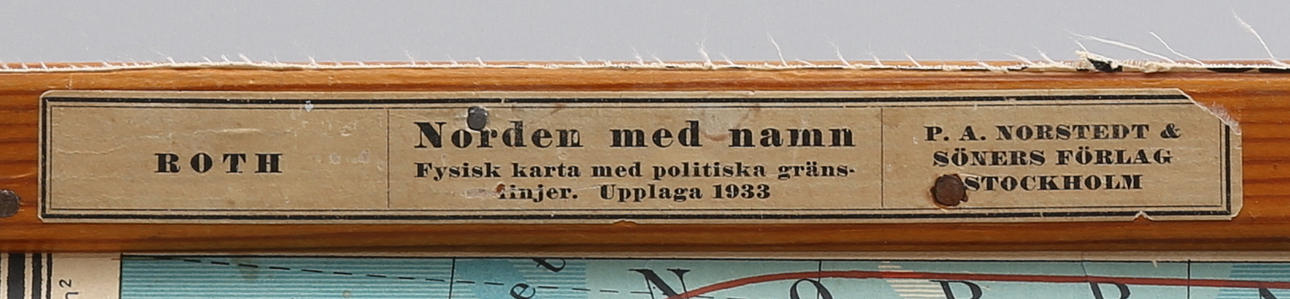 ROTH
Norden med namn
Fysisk karta med politiska gräns-
linjer. Upplaga 1933
P. A. NORSTEDT &
SÖNERS FÖRLAG
STOCKHOLM